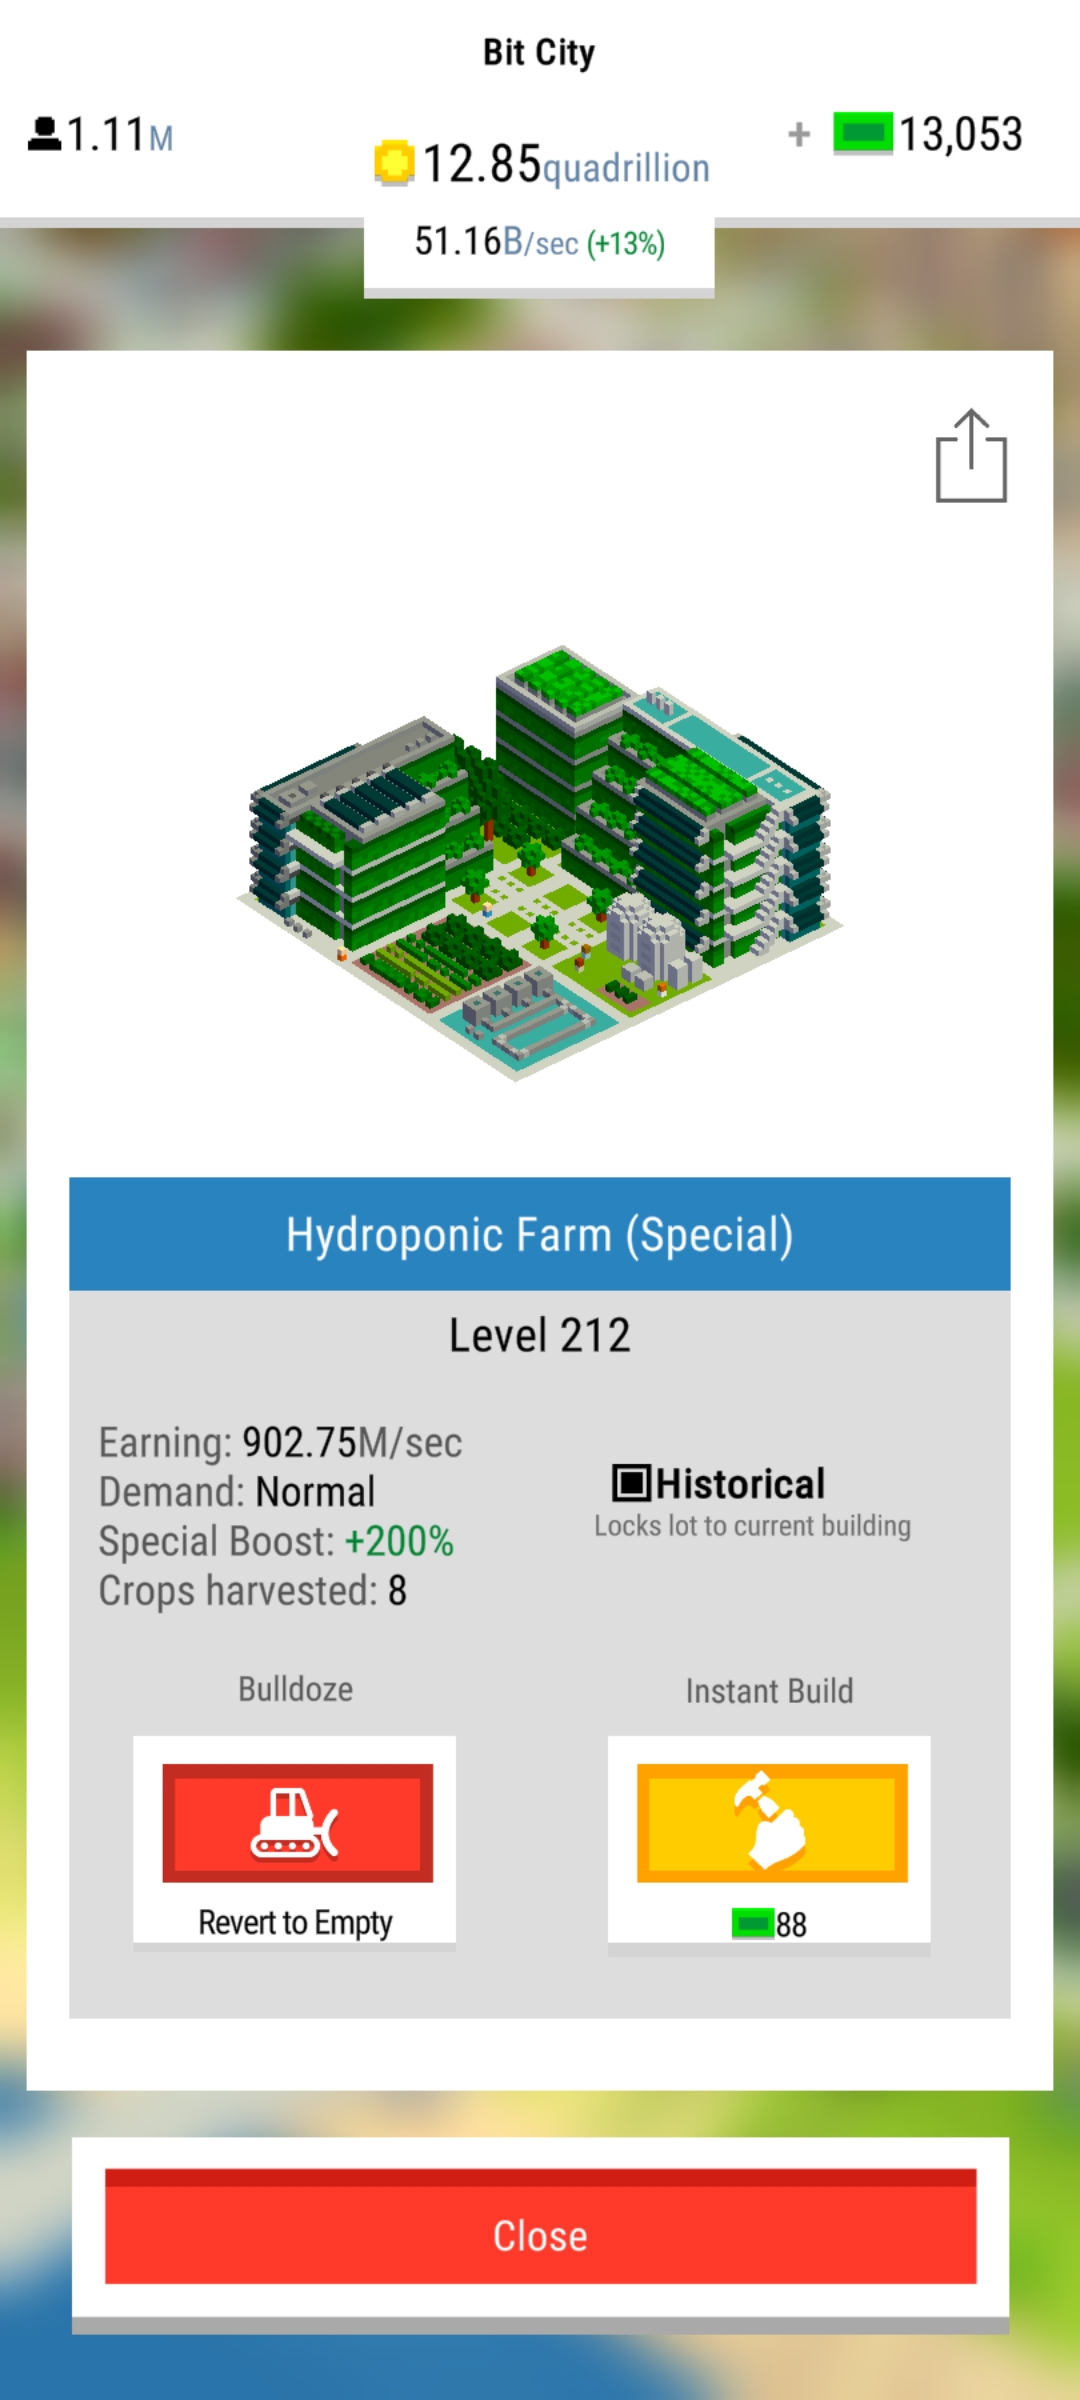 Bit City
1.11M
12.85quadrillion
+ 13,053
51.16B/sec (+13%)
Hydroponic Farm (Special)
Level 212
Earning: 902.75M/sec
Demand: Normal
Special Boost: +200%
Crops harvested: 8
Historical
Locks lot to current building
Bulldoze
Revert to Empty
Instant Build
88
Close